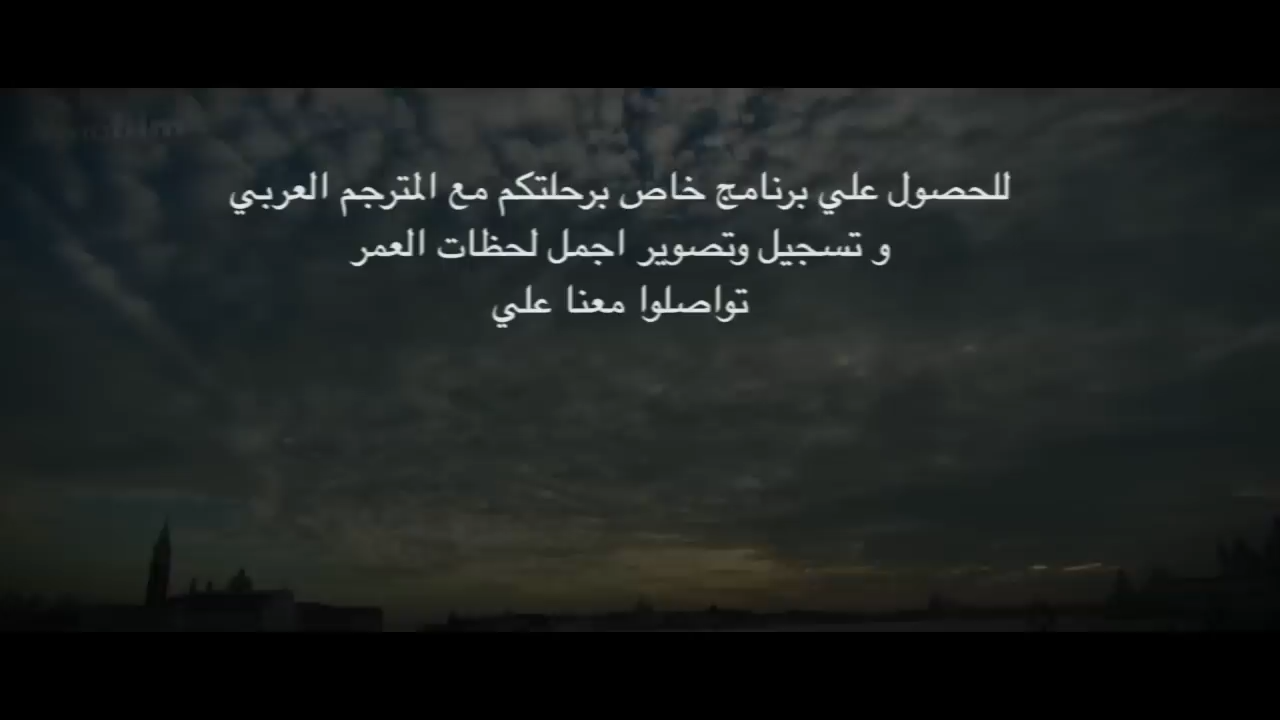 للحصول علي برنامج خاص برحلتكم مع المترجم العربي
و تسجيل وتصوير اجمل لحظات العمر
تواصلوا معنا علي